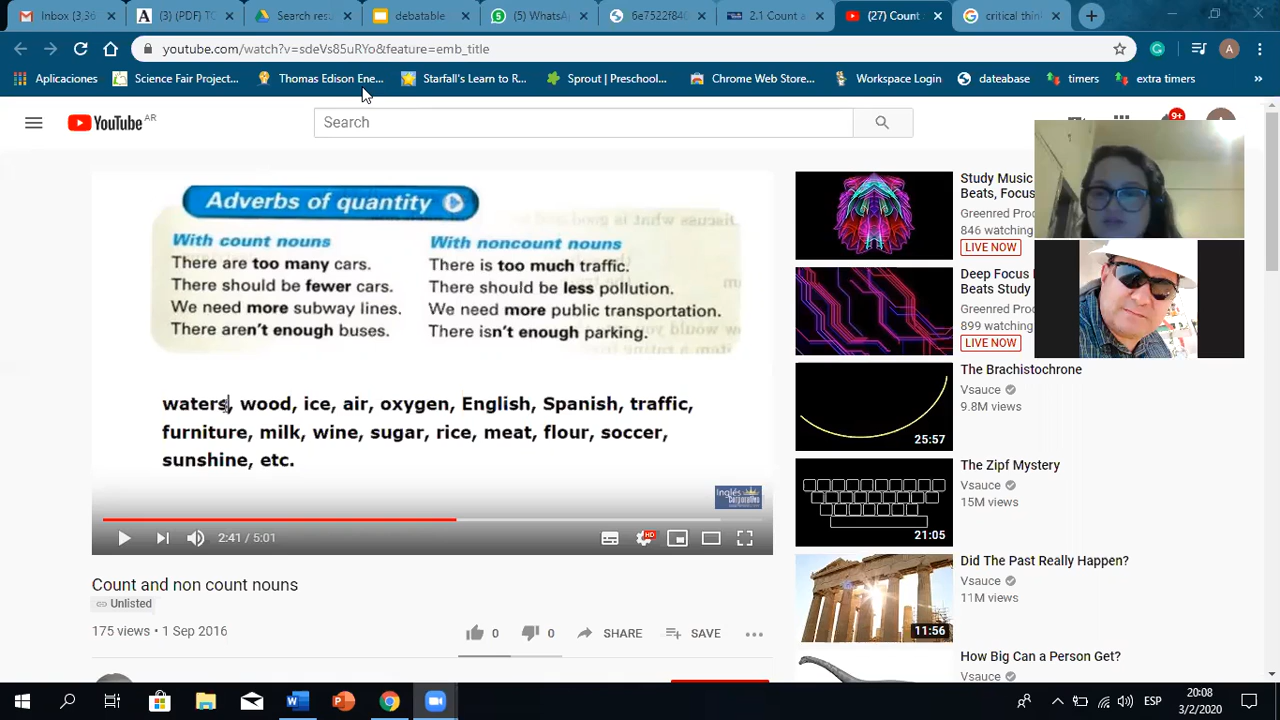 Inbox (3,36
(3) (PDF) TC
Search resu
debatable
(5) WhatsA
6e7522f846
2.1 Count a
(27) Count
critical thin
youtube.com/watch?v=sdeVs85uRYo&feature=emb_title
A
Aplicaciones
Science Fair Project...
Thomas Edison Ene...
Starfall's Learn to R...
Sprout | Preschool...
Chrome Web Store...
Workspace Login
dateabase
timers
extra timers
»
YouTube AR
Search
9+
Adverbs of quantity
With count nouns
There are too many cars.
There should be fewer cars.
We need more subway lines.
There aren't enough buses.
With noncount nouns
There is too much traffic.
There should be less pollution.
We need more public transportation.
There isn't enough parking.
waters, wood, ice, air, oxygen, English, Spanish, traffic,
furniture, milk, wine, sugar, rice, meat, flour, soccer,
sunshine, etc.
Inglés
Corporativo
2:41 / 5:01
HD
Count and non count nouns
Unlisted
175 views • 1 Sep 2016
0
0
SHARE
SAVE
Study Music
Beats, Focus
Greenred Prod
846 watching
LIVE NOW
Deep Focus
Beats Study
Greenred Prod
899 watching
LIVE NOW
The Brachistochrone
Vsauce
9.8M views
25:57
The Zipf Mystery
Vsauce
15M views
21:05
Did The Past Really Happen?
Vsauce
11M views
11:56
How Big Can a Person Get?
Vsauce
ESP
20:08
3/2/2020